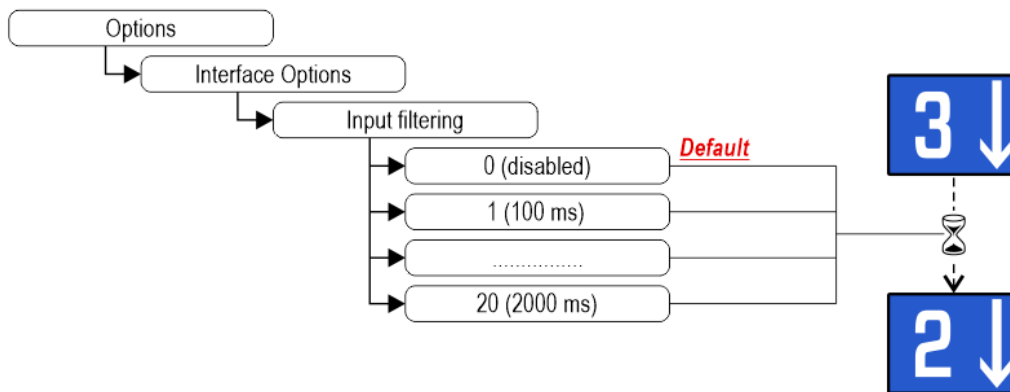 Options
Interface Options
Input filtering
0 (disabled)
Default
1 (100 ms)
................
20 (2000 ms)
3
2